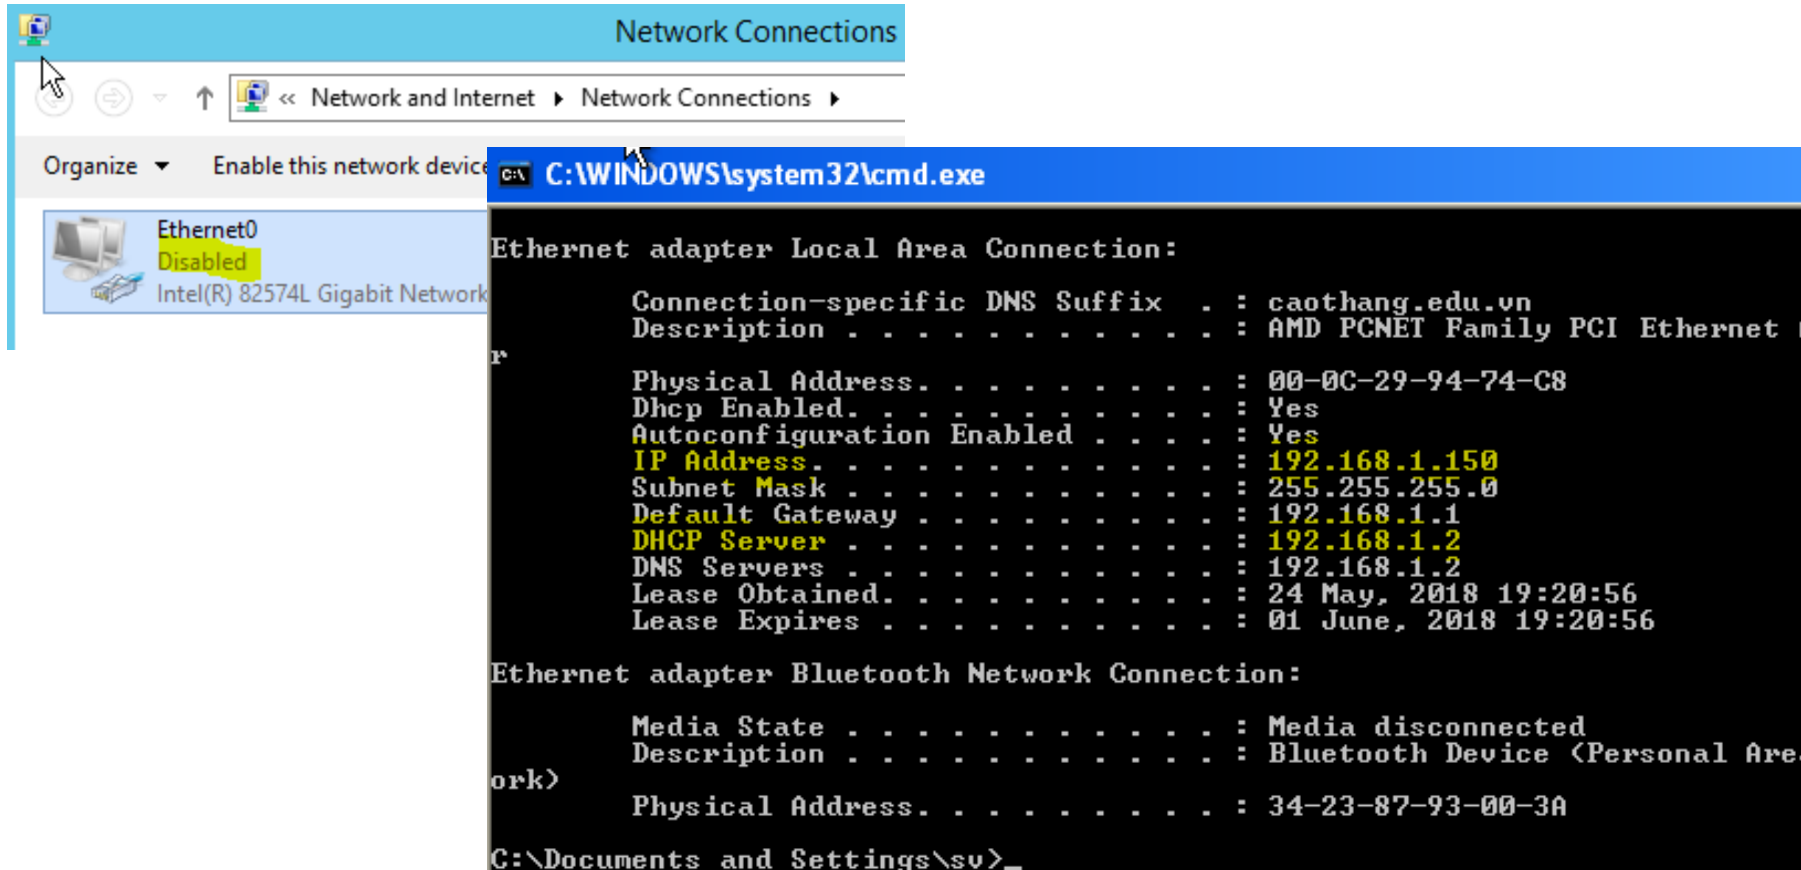 Network Connections
« Network and Internet Network Connections
Organize Enable this network device
Ethernet0
Disabled
Intel(R) 82574L Gigabit Network
C:\WINDOWS\system32\cmd.exe
Ethernet adapter Local Area Connection:
Connection-specific DNS Suffix . : caothang.edu.vn
Description . . . . . . . . . . . : AMD PCNET Family PCI Ethernet
r
Physical Address. . . . . . . . . : 00-0C-29-94-74-C8
Dhcp Enabled. . . . . . . . . . . : Yes
Autoconfiguration Enabled . . . . : Yes
IP Address. . . . . . . . . . . . : 192.168.1.150
Subnet Mask . . . . . . . . . . . : 255.255.255.0
Default Gateway . . . . . . . . . : 192.168.1.1
DHCP Server . . . . . . . . . . . : 192.168.1.2
DNS Servers . . . . . . . . . . . : 192.168.1.2
Lease Obtained. . . . . . . . . . : 24 May, 2018 19:20:56
Lease Expires . . . . . . . . . . : 01 June, 2018 19:20:56
Ethernet adapter Bluetooth Network Connection:
Media State . . . . . . . . . . . : Media disconnected
Description . . . . . . . . . . . : Bluetooth Device (Personal Area
ork)
Physical Address. . . . . . . . . : 34-23-87-93-00-3A
C:\Documents and Settings\sv>_